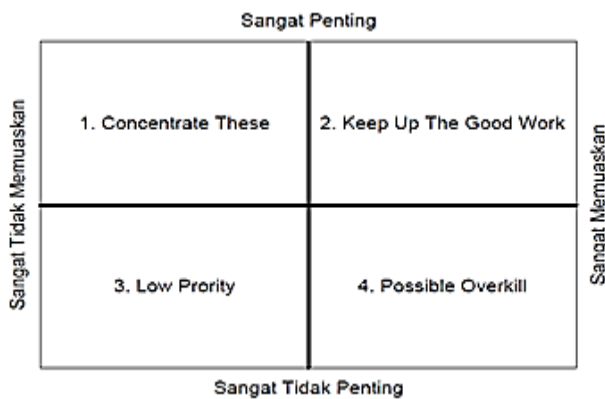 Sangat Penting
Sangat Tidak Memuaskan
1. Concentrate These
2. Keep Up The Good Work
Sangat Memuaskan
3. Low Prority
4. Possible Overkill
Sangat Tidak Penting